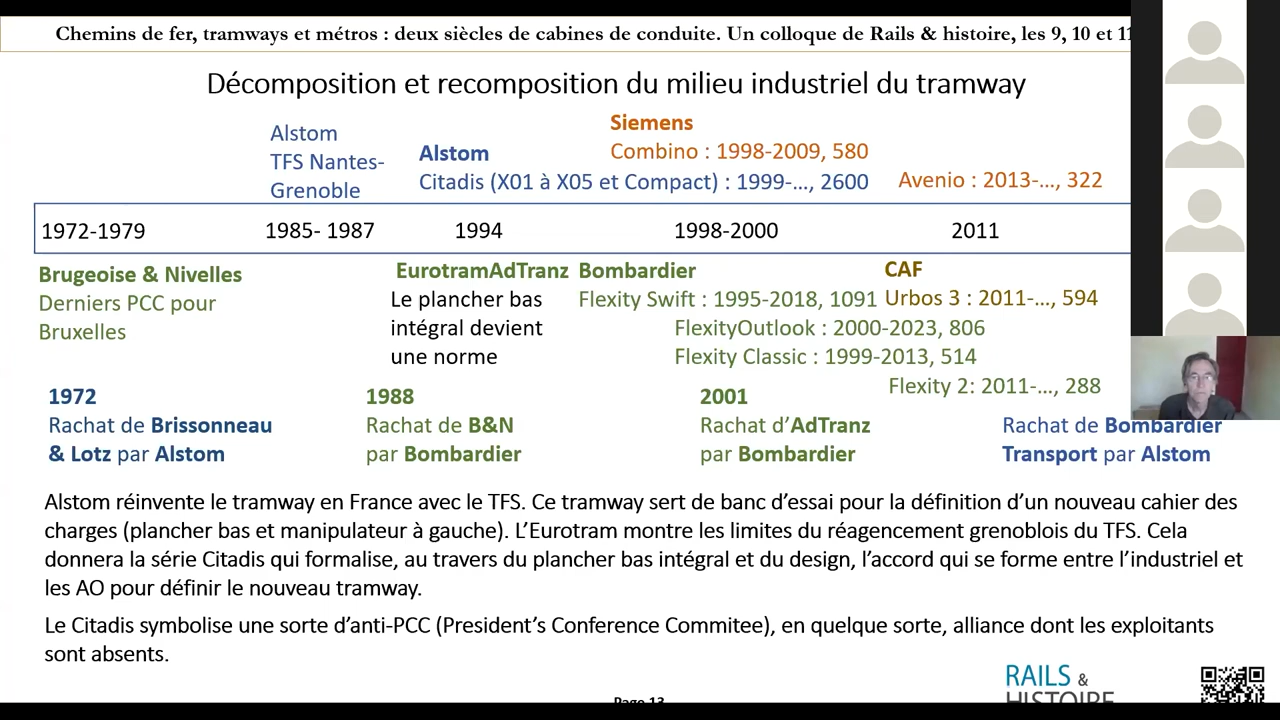 Chemins de fer, tramways et métros : deux siècles de cabines de conduite. Un colloque de Rails & histoire, les 9, 10 et 11
Décomposition et recomposition du milieu industriel du tramway
Alstom
TFS Nantes-
Grenoble
Alstom
Citadis (X01 à X05 et Compact) : 1999-..., 2600
Siemens
Combino : 1998-2009, 580
Avenio : 2013-..., 322
1972-1979 1985- 1987 1994 1998-2000 2011
Brugeoise & Nivelles
Derniers PCC pour
Bruxelles
EurotramAdTranz
Le plancher bas
intégral devient
une norme
Bombardier
Flexity Swift : 1995-2018, 1091
FlexityOutlook : 2000-2023, 806
Flexity Classic : 1999-2013, 514
Flexity 2: 2011-..., 288
CAF
Urbos 3 : 2011-..., 594
1972
Rachat de Brissonneau
& Lotz par Alstom
1988
Rachat de B&N
par Bombardier
2001
Rachat d’AdTranz
par Bombardier
Rachat de Bombardier
Transport par Alstom
Alstom réinvente le tramway en France avec le TFS. Ce tramway sert de banc d’essai pour la définition d’un nouveau cahier des
charges (plancher bas et manipulateur à gauche). L’Eurotram montre les limites du réagencement grenoblois du TFS. Cela
donnera la série Citadis qui formalise, au travers du plancher bas intégral et du design, l’accord qui se forme entre l’industriel et
les AO pour définir le nouveau tramway.
Le Citadis symbolise une sorte d’anti-PCC (President’s Conference Commitee), en quelque sorte, alliance dont les exploitants
sont absents.
RAILS &
HISTOIRE
Page 13